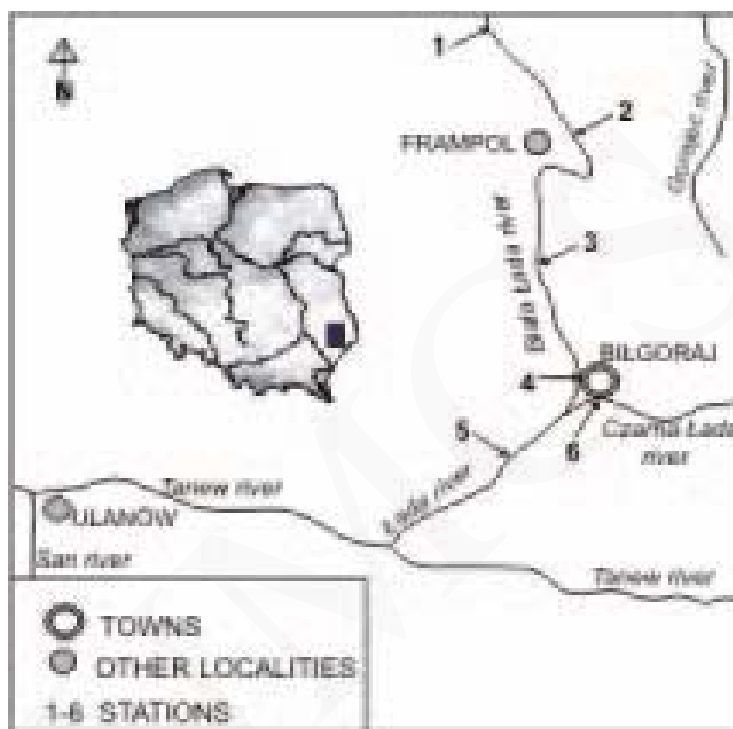 N
1
2
FRAMPOL
Biała Łada river
3
BILGORAJ
4
5
6
Czarna Łada
river
Tanew river
Łada river
ULANOW
San river
Tanew river
TOWNS
OTHER LOCALITIES
1-6 STATIONS